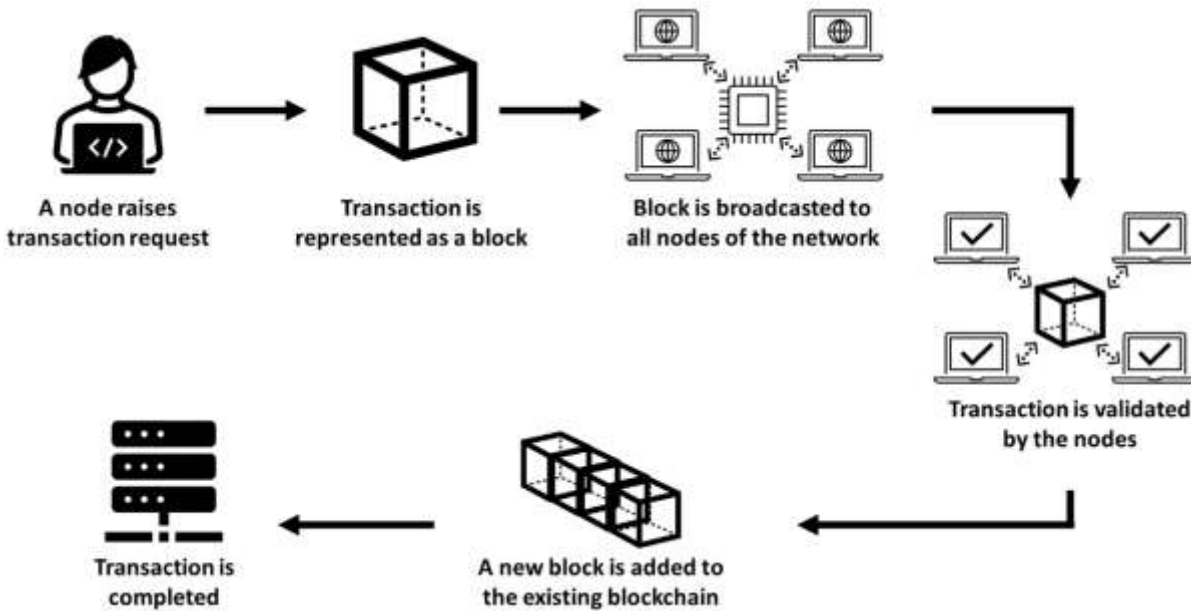 </>
A node raises
transaction request
Transaction is
represented as a block
Block is broadcasted to
all nodes of the network
Transaction is validated
by the nodes
A new block is added to
the existing blockchain
Transaction is
completed